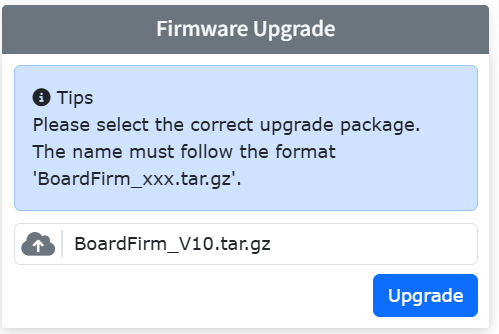 Firmware Upgrade
Tips
Please select the correct upgrade package.
The name must follow the format
'BoardFirm_xxx.tar.gz'.
BoardFirm_V10.tar.gz
Upgrade